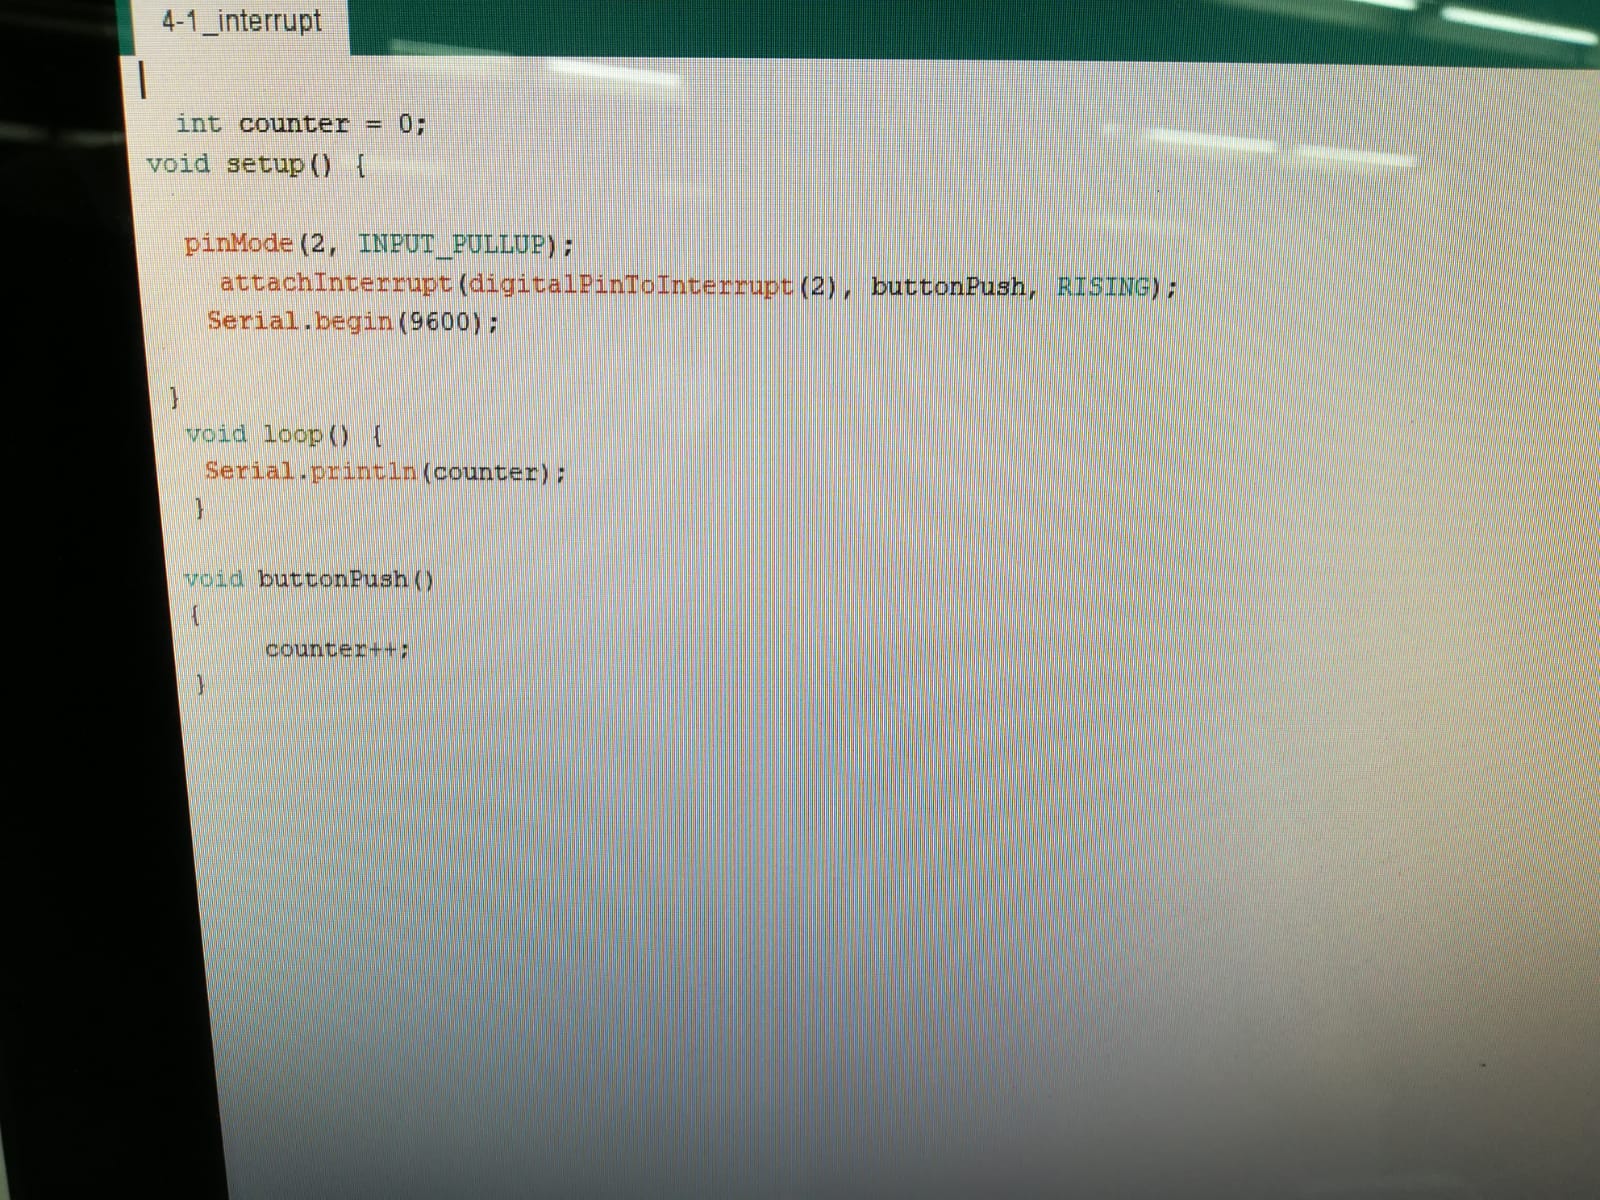 4-1_interrupt
int counter = 0;
void setup() {
pinMode(2, INPUT_PULLUP);
attachInterrupt(digitalPinToInterrupt(2), buttonPush, RISING);
Serial.begin(9600);
}
void loop() {
Serial.println(counter);
}
void buttonPush()
{
counter++;
}